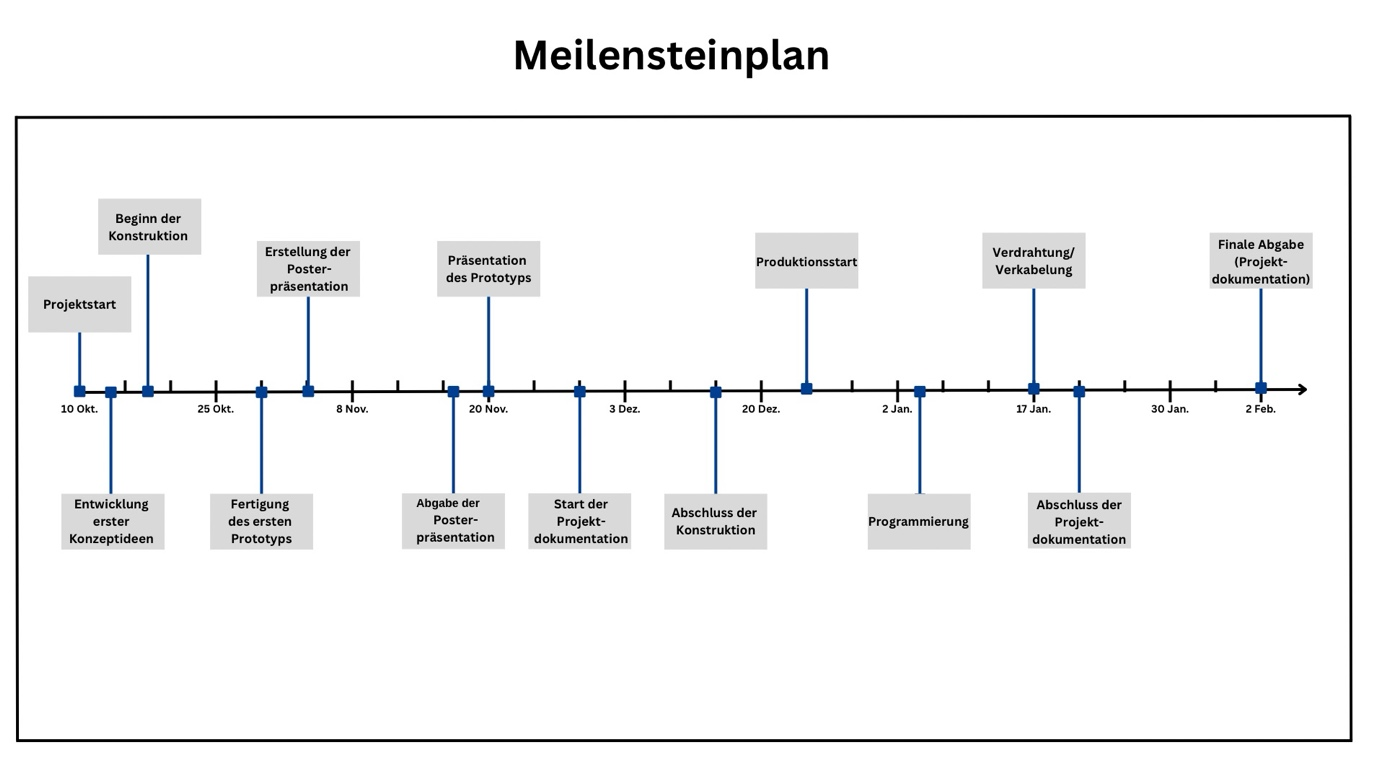 Meilensteinplan
Beginn der
Konstruktion
Projektstart
Erstellung der
Poster-
präsentation
Präsentation
des Prototyps
Produktionsstart
Verdrahtung/
Verkabelung
Finale Abgabe
(Projekt-
dokumentation)
10 Okt.
25 Okt.
8 Nov.
20 Nov.
3 Dez.
20 Dez.
2 Jan.
17 Jan.
30 Jan.
2 Feb.
Entwicklung
erster
Konzeptideen
Fertigung
des ersten
Prototyps
Abgabe der
Poster-
präsentation
Start der
Projekt-
dokumentation
Abschluss der
Konstruktion
Programmierung
Abschluss der
Projekt-
dokumentation